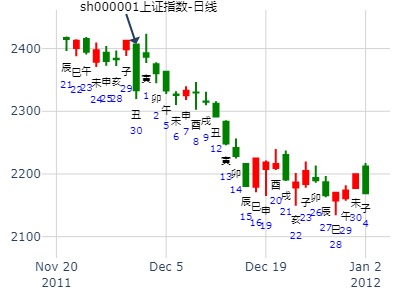 sh000001上证指数-日线
2400
2300
2200
2100
辰 巳 午 未 申 亥 子 丑 寅 卯 午 未 申 酉 戌 丑 寅 卯 辰 巳 申 酉 戌 亥 子 卯 辰 巳 午 未 子
21 22 23 24 25 28 29 30 1 2 5 6 7 8 9 12 13 14 15 16 19 20 21 22 23 26 27 28 29 30 4
Nov 20 Dec 5 Dec 19 Jan 2
2011 2012